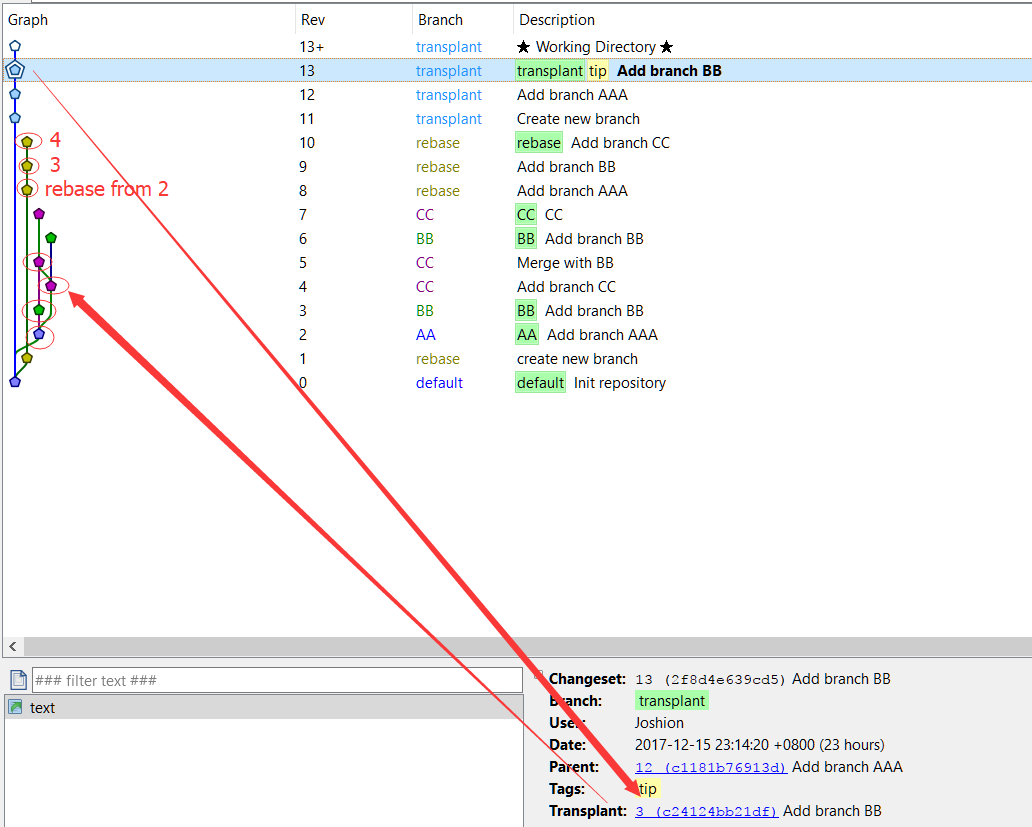 Graph Rev Branch Description
13+ transplant ★ Working Directory ★
13 transplant transplant tip Add branch BB
12 transplant Add branch AAA
11 transplant Create new branch
4 10 rebase rebase Add branch CC
3 9 rebase Add branch BB
rebase from 2 8 rebase Add branch AAA
7 CC CC CC
6 BB BB Add branch BB
5 CC Merge with BB
4 CC Add branch CC
3 BB BB Add branch BB
2 AA AA Add branch AAA
1 rebase create new branch
0 default default Init repository
### filter text ###
text
Changeset: 13 (2f8d4e639cd5) Add branch BB
Branch: transplant
User: Joshion
Date: 2017-12-15 23:14:20 +0800 (23 hours)
Parent: 12 (c1181b76913d) Add branch AAA
Tags: tip
Transplant: 3 (c24124bb21df) Add branch BB